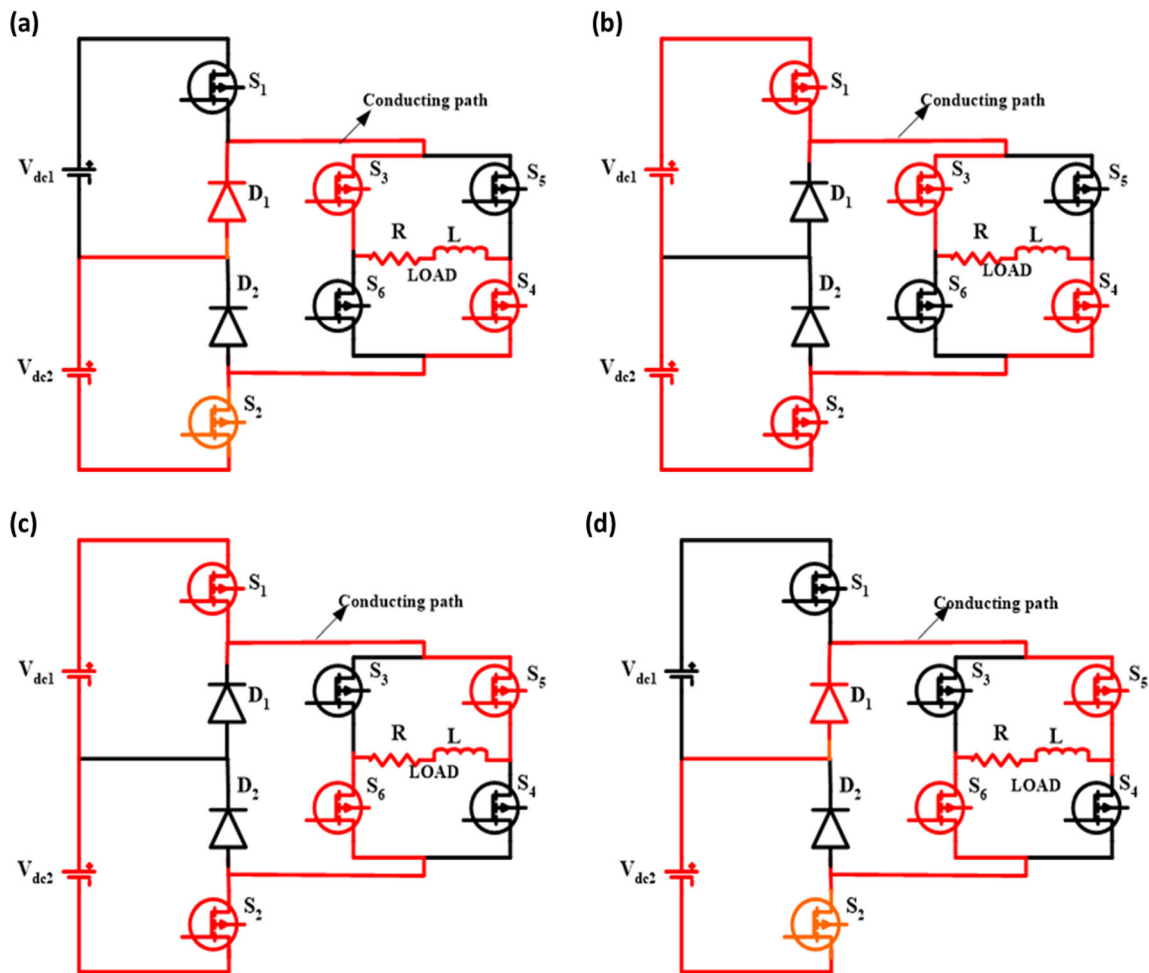 (a)
S1
Conducting path
Vdc1
D1
S3
S5
R L
LOAD
D2
S6
S4
Vdc2
S2
(b)
S1
Conducting path
Vdc1
D1
S3
S5
R L
LOAD
D2
S6
S4
Vdc2
S2
(c)
S1
Conducting path
Vdc1
D1
S3
S5
R L
LOAD
D2
S6
S4
Vdc2
S2
(d)
S1
Conducting path
Vdc1
D1
S3
S5
R L
LOAD
D2
S6
S4
Vdc2
S2